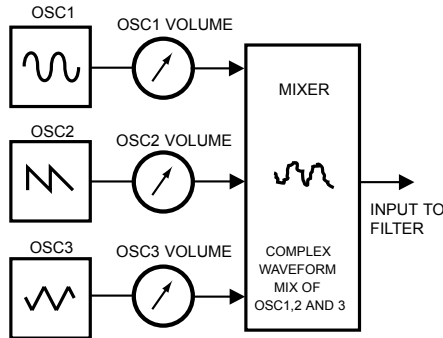 OSC1
OSC1 VOLUME
OSC2
OSC2 VOLUME
OSC3
OSC3 VOLUME
MIXER
COMPLEX
WAVEFORM
MIX OF
OSC1,2 AND 3
INPUT TO
FILTER